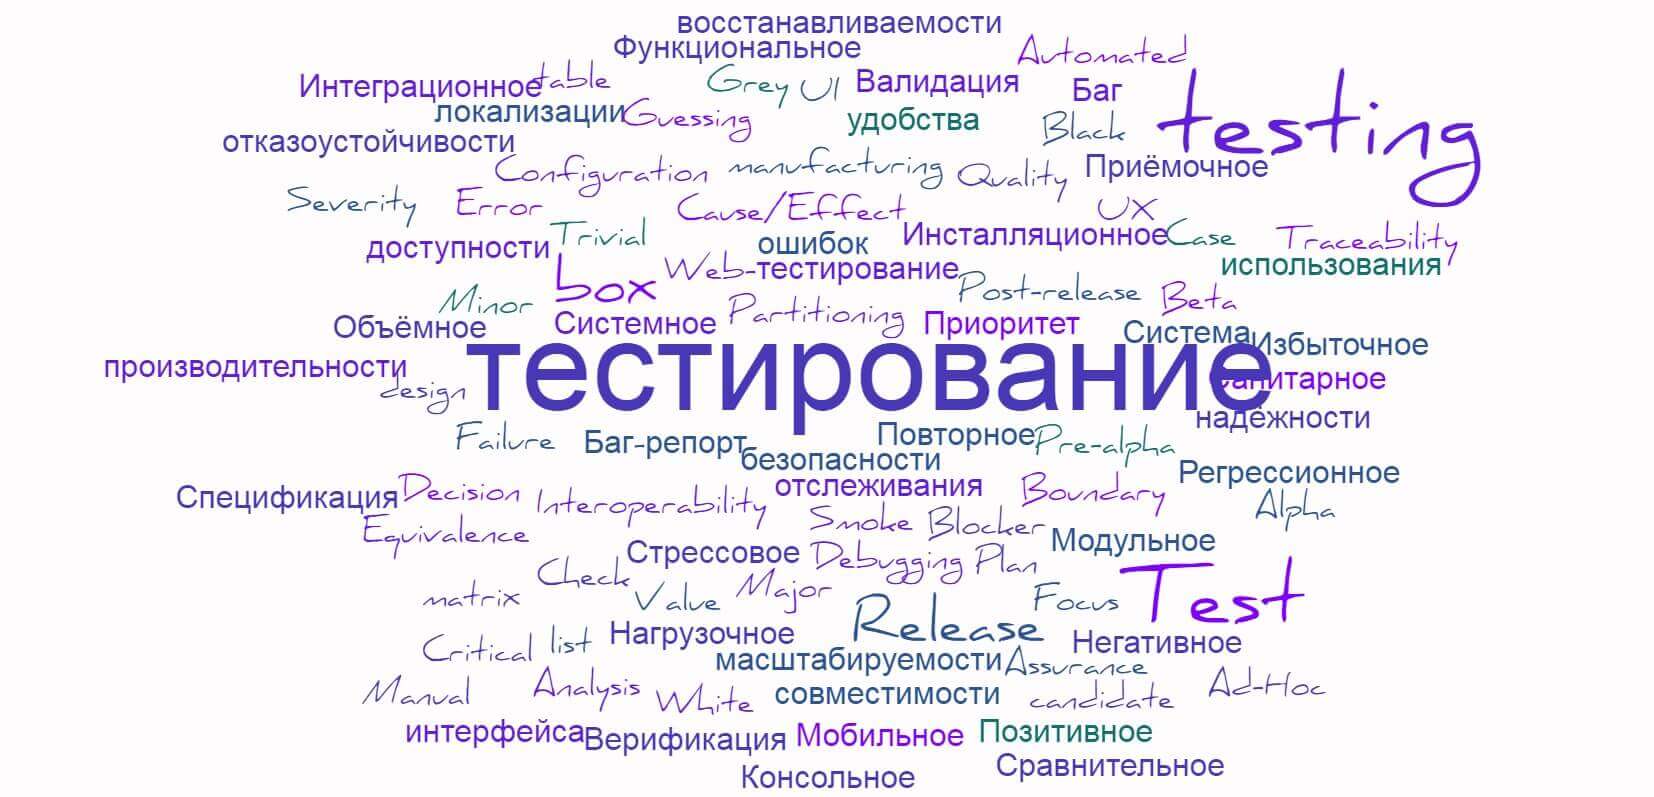 восстанавливаемости
Функциональное Automated
Интеграционное table Grey UI Валидация Баг testing
локализации Guessing удобства Black
отказоустойчивости
Configuration manufacturing Quality Приёмочное
Severity Error Cause/Effect UX
доступности Trivial ошибок Инсталляционное Case Traceability
box Web-тестирование использования
Minor Post-release Beta
Объёмное Системное Partitioning Приоритет Система Избыточное
производительности design тестирование Санитарное
надёжности
Failure Баг-репорт Повторное Pre-alpha
безопасности Регрессионное
Спецификация Decision Interoperability отслеживания Boundary Alpha
Equivalence Smoke Blocker
Стрессовое Debugging Plan Модульное
matrix Check Value Major Focus Test
Critical list Нагрузочное Release Негативное
масштабируемости Assurance
Manual Analysis White совместимости candidate Ad-Hoc
интерфейса Верификация Мобильное Позитивное
Консольное Сравнительное